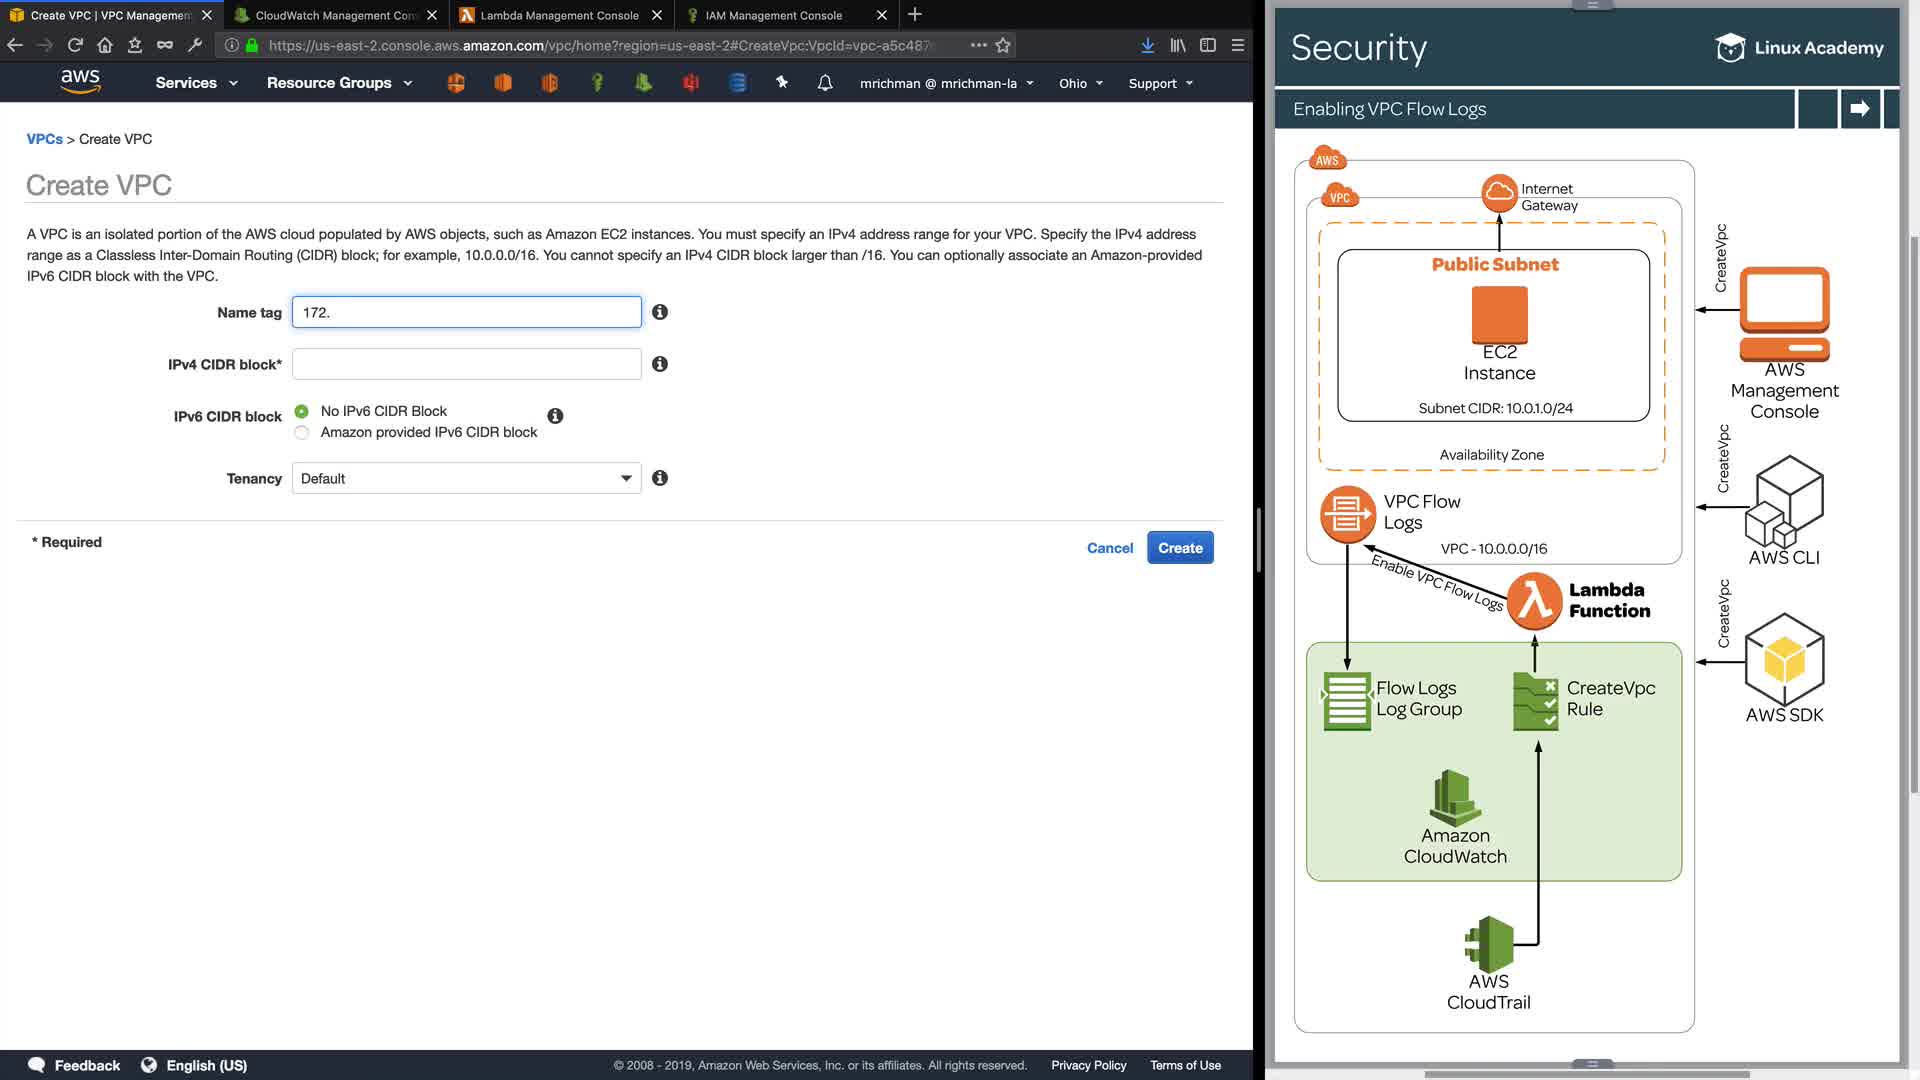 Create VPC | VPC Managemen
CloudWatch Management Con
Lambda Management Console
IAM Management Console
https://us-east-2.console.aws.amazon.com/vpc/home?region=us-east-2#CreateVpc:VpcId=vpc-a5c487
aws
Services
Resource Groups
mrichman @ mrichman-la
Ohio
Support
VPCs > Create VPC
Create VPC
A VPC is an isolated portion of the AWS cloud populated by AWS objects, such as Amazon EC2 instances. You must specify an IPv4 address range for your VPC. Specify the IPv4 address
range as a Classless Inter-Domain Routing (CIDR) block; for example, 10.0.0.0/16. You cannot specify an IPv4 CIDR block larger than /16. You can optionally associate an Amazon-provided
IPv6 CIDR block with the VPC.
Name tag
172.
IPv4 CIDR block*
IPv6 CIDR block
No IPv6 CIDR Block
Amazon provided IPv6 CIDR block
Tenancy
Default
* Required
Cancel
Create
Feedback
English (US)
© 2008 - 2019, Amazon Web Services, Inc. or its affiliates. All rights reserved.
Privacy Policy
Terms of Use
Security
Linux Academy
Enabling VPC Flow Logs
AWS
VPC
Internet
Gateway
Public Subnet
EC2
Instance
Subnet CIDR: 10.0.1.0/24
Availability Zone
VPC Flow
Logs
VPC - 10.0.0.0/16
Enable VPC Flow Logs
Lambda
Function
Flow Logs
Log Group
CreateVpc
Rule
Amazon
CloudWatch
AWS
CloudTrail
CreateVpc
AWS
Management
Console
CreateVpc
AWS CLI
CreateVpc
AWS SDK